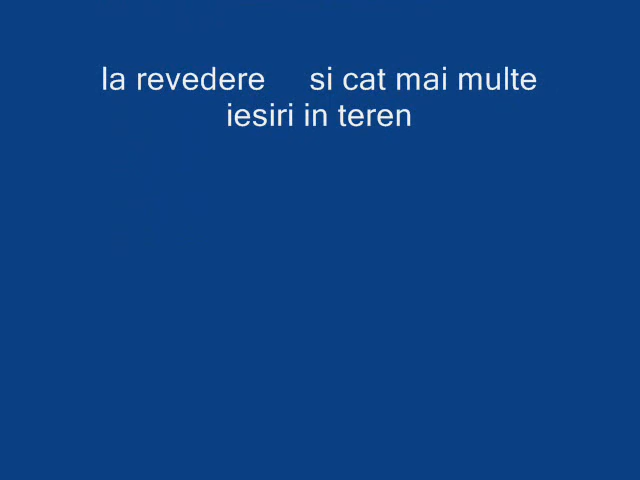 la revedere si cat mai multe
iesiri in teren